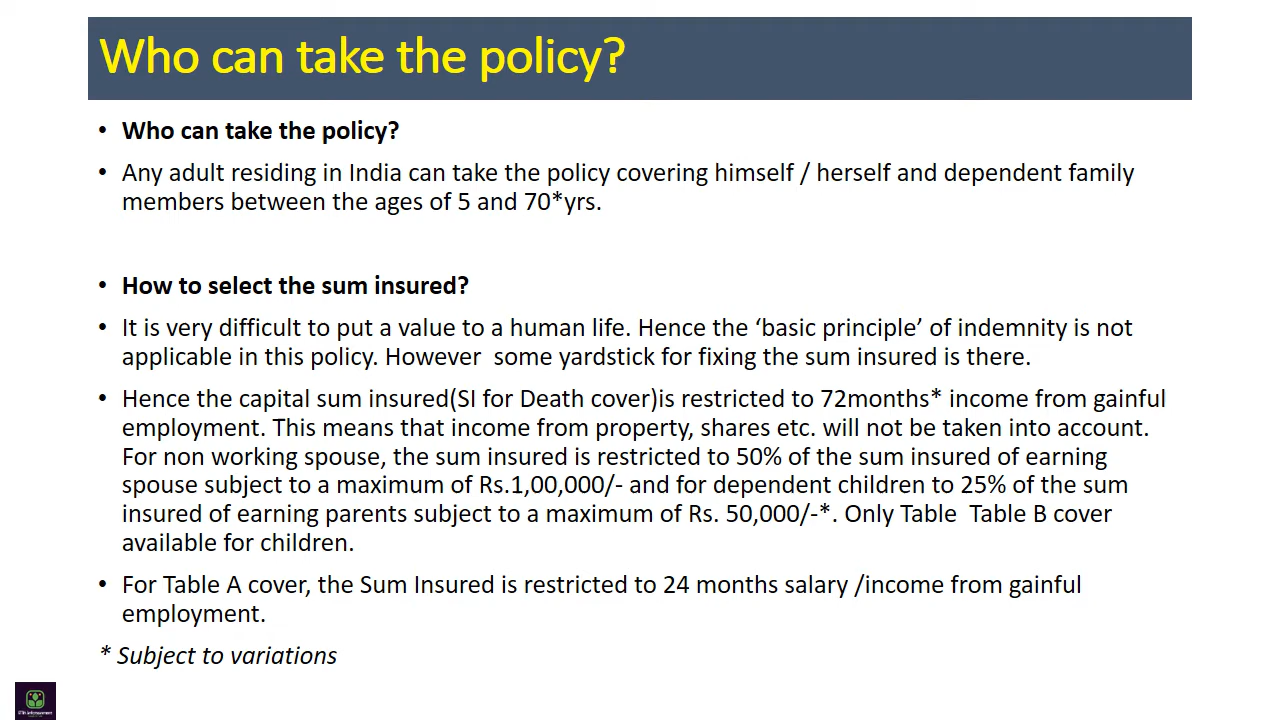 Who can take the policy?
• Who can take the policy?
• Any adult residing in India can take the policy covering himself / herself and dependent family
members between the ages of 5 and 70*yrs.
• How to select the sum insured?
• It is very difficult to put a value to a human life. Hence the ‘basic principle’ of indemnity is not
applicable in this policy. However  some yardstick for fixing the sum insured is there.
• Hence the capital sum insured(SI for Death cover)is restricted to 72months* income from gainful
employment. This means that income from property, shares etc. will not be taken into account.
For non working spouse, the sum insured is restricted to 50% of the sum insured of earning
spouse subject to a maximum of Rs.1,00,000/- and for dependent children to 25% of the sum
insured of earning parents subject to a maximum of Rs. 50,000/-*. Only Table  Table B cover
available for children.
• For Table A cover, the Sum Insured is restricted to 24 months salary /income from gainful
employment.
* Subject to variations